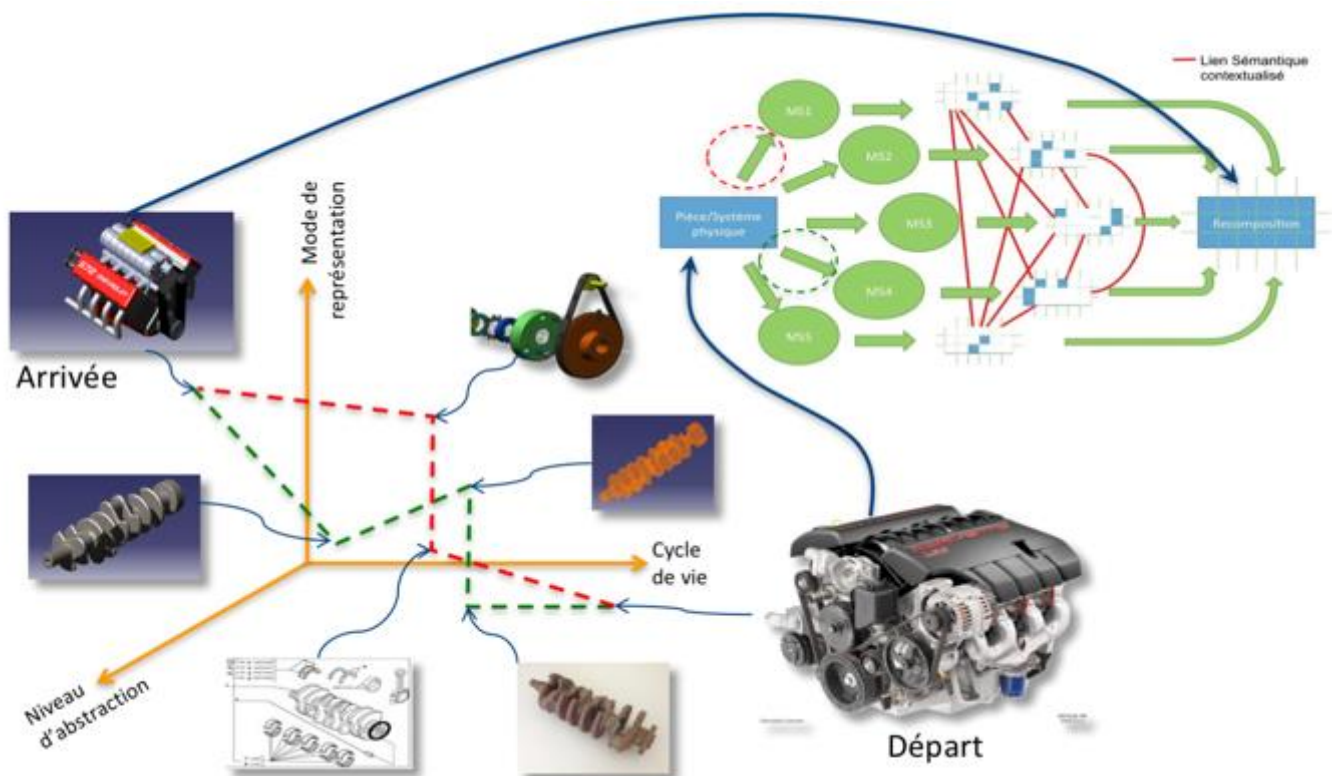 Lien Sémantique
contextualisé
MS1
MS2
MS3
MS4
MS5
Pièce/Système
physique
Recomposition
Mode de
représentation
Arrivée
Cycle
de vie
Niveau
d'abstraction
Départ